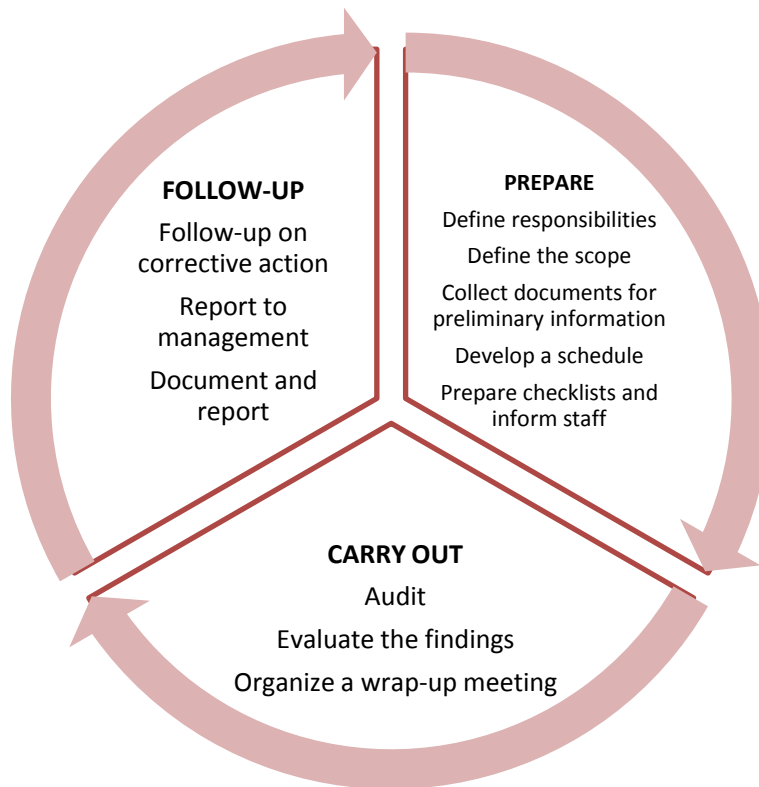 FOLLOW-UP
Follow-up on
corrective action
Report to
management
Document and
report
PREPARE
Define responsibilities
Define the scope
Collect documents for
preliminary information
Develop a schedule
Prepare checklists and
inform staff
CARRY OUT
Audit
Evaluate the findings
Organize a wrap-up meeting